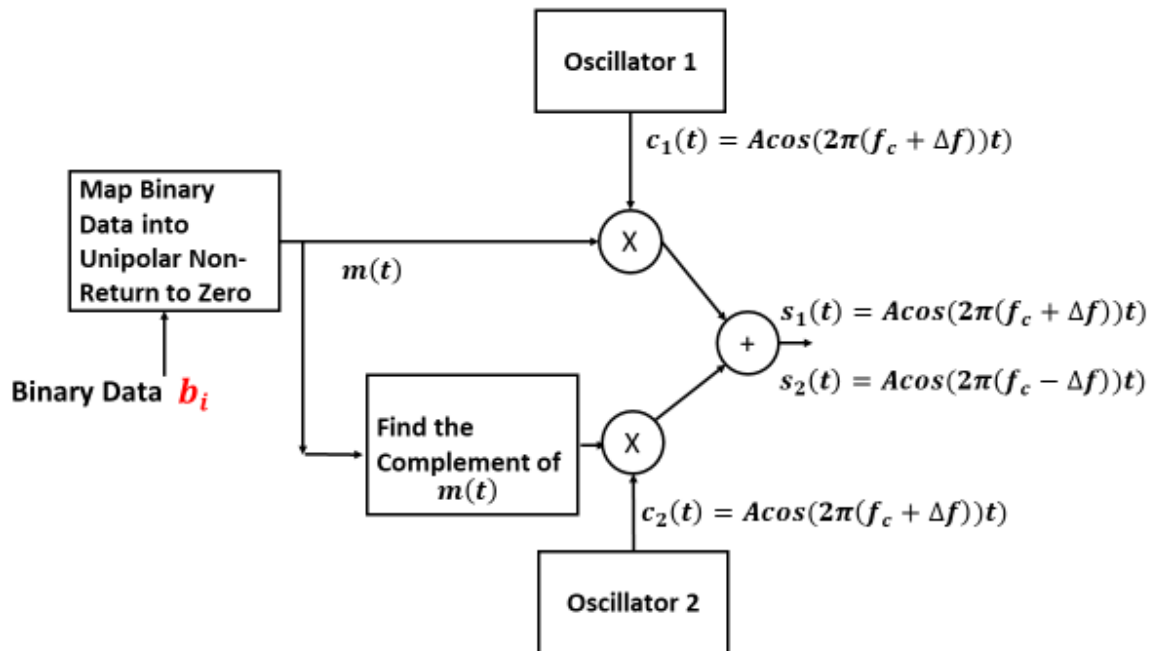 Oscillator 1
c₁(t) = Acos(2π(f_c + Δf))t)
Map Binary
Data into
Unipolar Non-
Return to Zero
X
m(t)
s₁(t) = Acos(2π(f_c + Δf))t)
+
s₂(t) = Acos(2π(f_c − Δf))t)
Binary Data b_i
Find the
Complement of
m(t)
X
c₂(t) = Acos(2π(f_c + Δf))t)
Oscillator 2